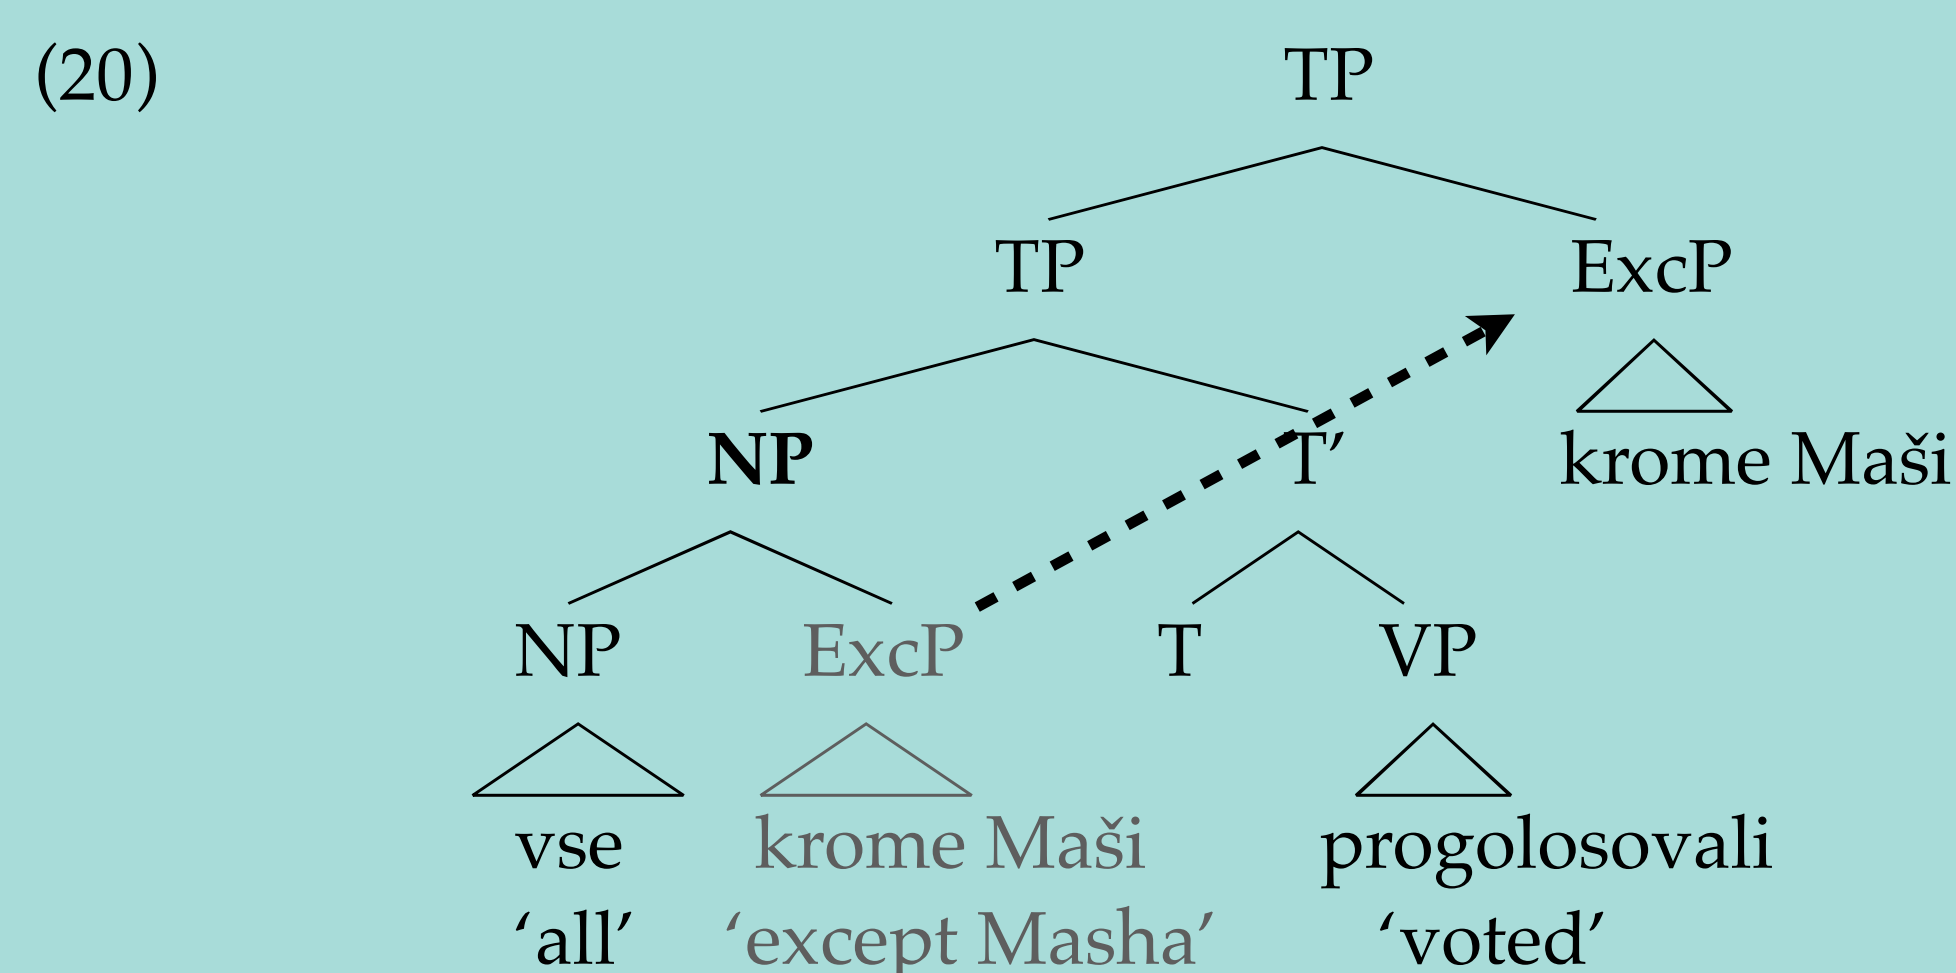 (20) TP
TP ExcP
NP T’ krome Maši
NP ExcP T VP
vse krome Maši progolosovali
‘all’ ‘except Masha’ ‘voted’